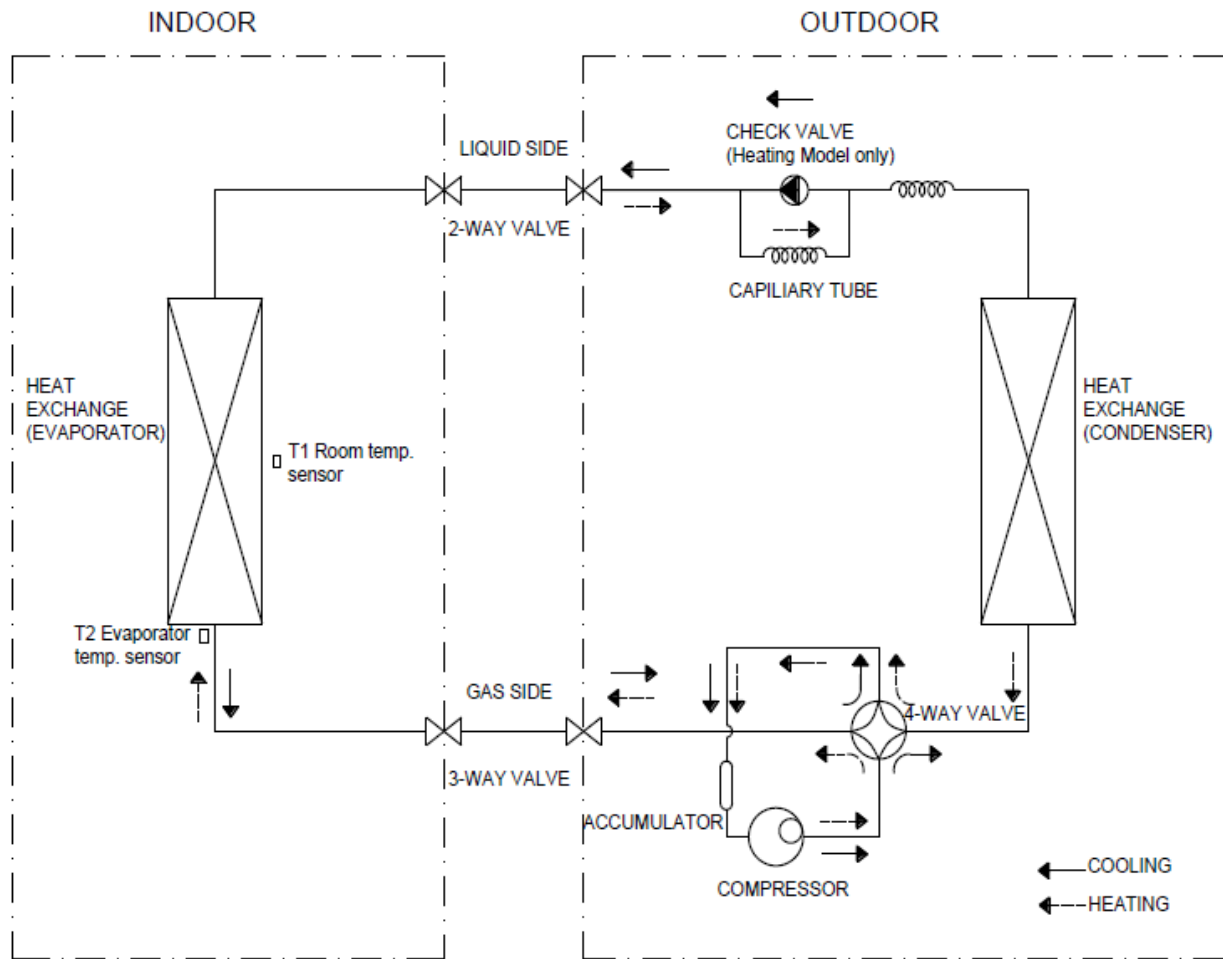 INDOOR
OUTDOOR
CHECK VALVE
(Heating Model only)
LIQUID SIDE
2-WAY VALVE
CAPILIARY TUBE
HEAT
EXCHANGE
(EVAPORATOR)
T1 Room temp.
sensor
HEAT
EXCHANGE
(CONDENSER)
T2 Evaporator
temp. sensor
GAS SIDE
4-WAY VALVE
3-WAY VALVE
ACCUMULATOR
COMPRESSOR
COOLING
HEATING